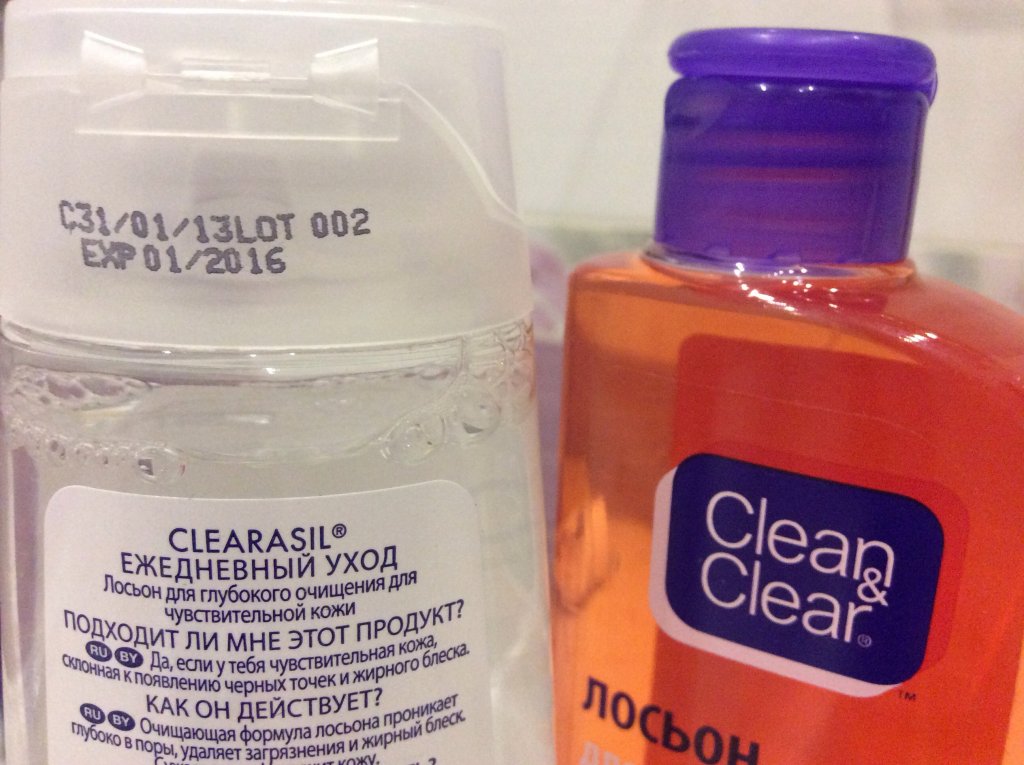 C31/01/13LOT 002
EXP 01/2016
CLEARASIL®
ЕЖЕДНЕВНЫЙ УХОД
Лосьон для глубокого очищения для
чувствительной кожи
ПОДХОДИТ ЛИ МНЕ ЭТОТ ПРОДУКТ?
RU BY Да, если у тебя чувствительная кожа,
склонная к появлению черных точек и жирного блеска.
КАК ОН ДЕЙСТВУЕТ?
RU BY Очищающая формула лосьона проникает
глубоко в поры, удаляет загрязнения и жирный блеск.
кожу.
Clean
&
Clear®
™
ЛОСЬОН